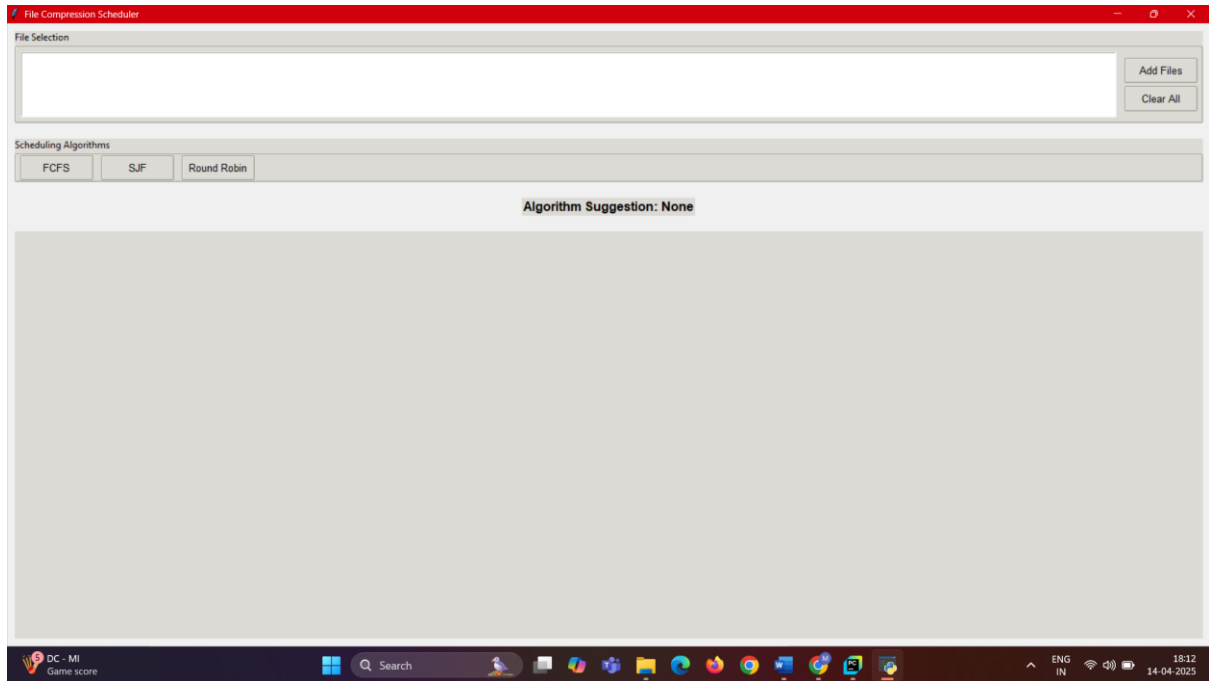 File Compression Scheduler
File Selection
Add Files
Clear All
Scheduling Algorithms
FCFS SJF Round Robin
Algorithm Suggestion: None
5 DC - MI
Game score
Search
ENG
IN
18:12
14-04-2025